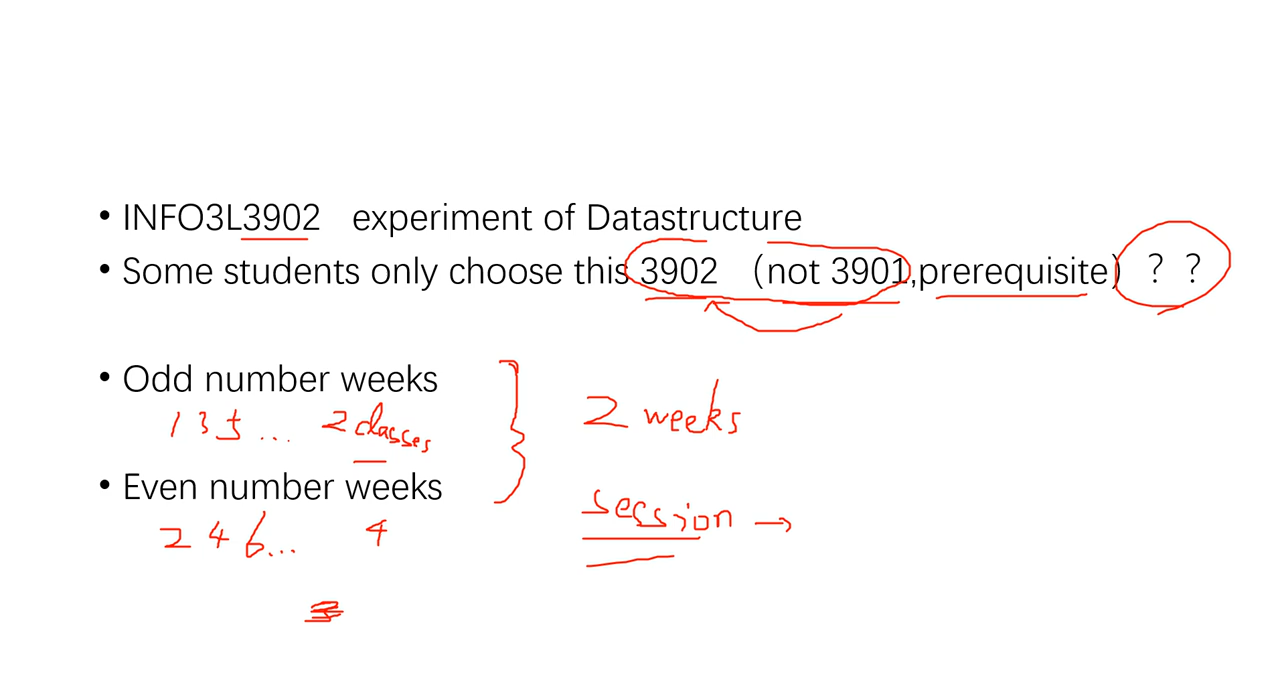 • INFO3L3902 experiment of Datastructure
• Some students only choose this 3902 （not 3901,prerequisite) ？？
• Odd number weeks
1 3 5 ... 2 classes
• Even number weeks
2 4 6... 4
2 weeks
session →